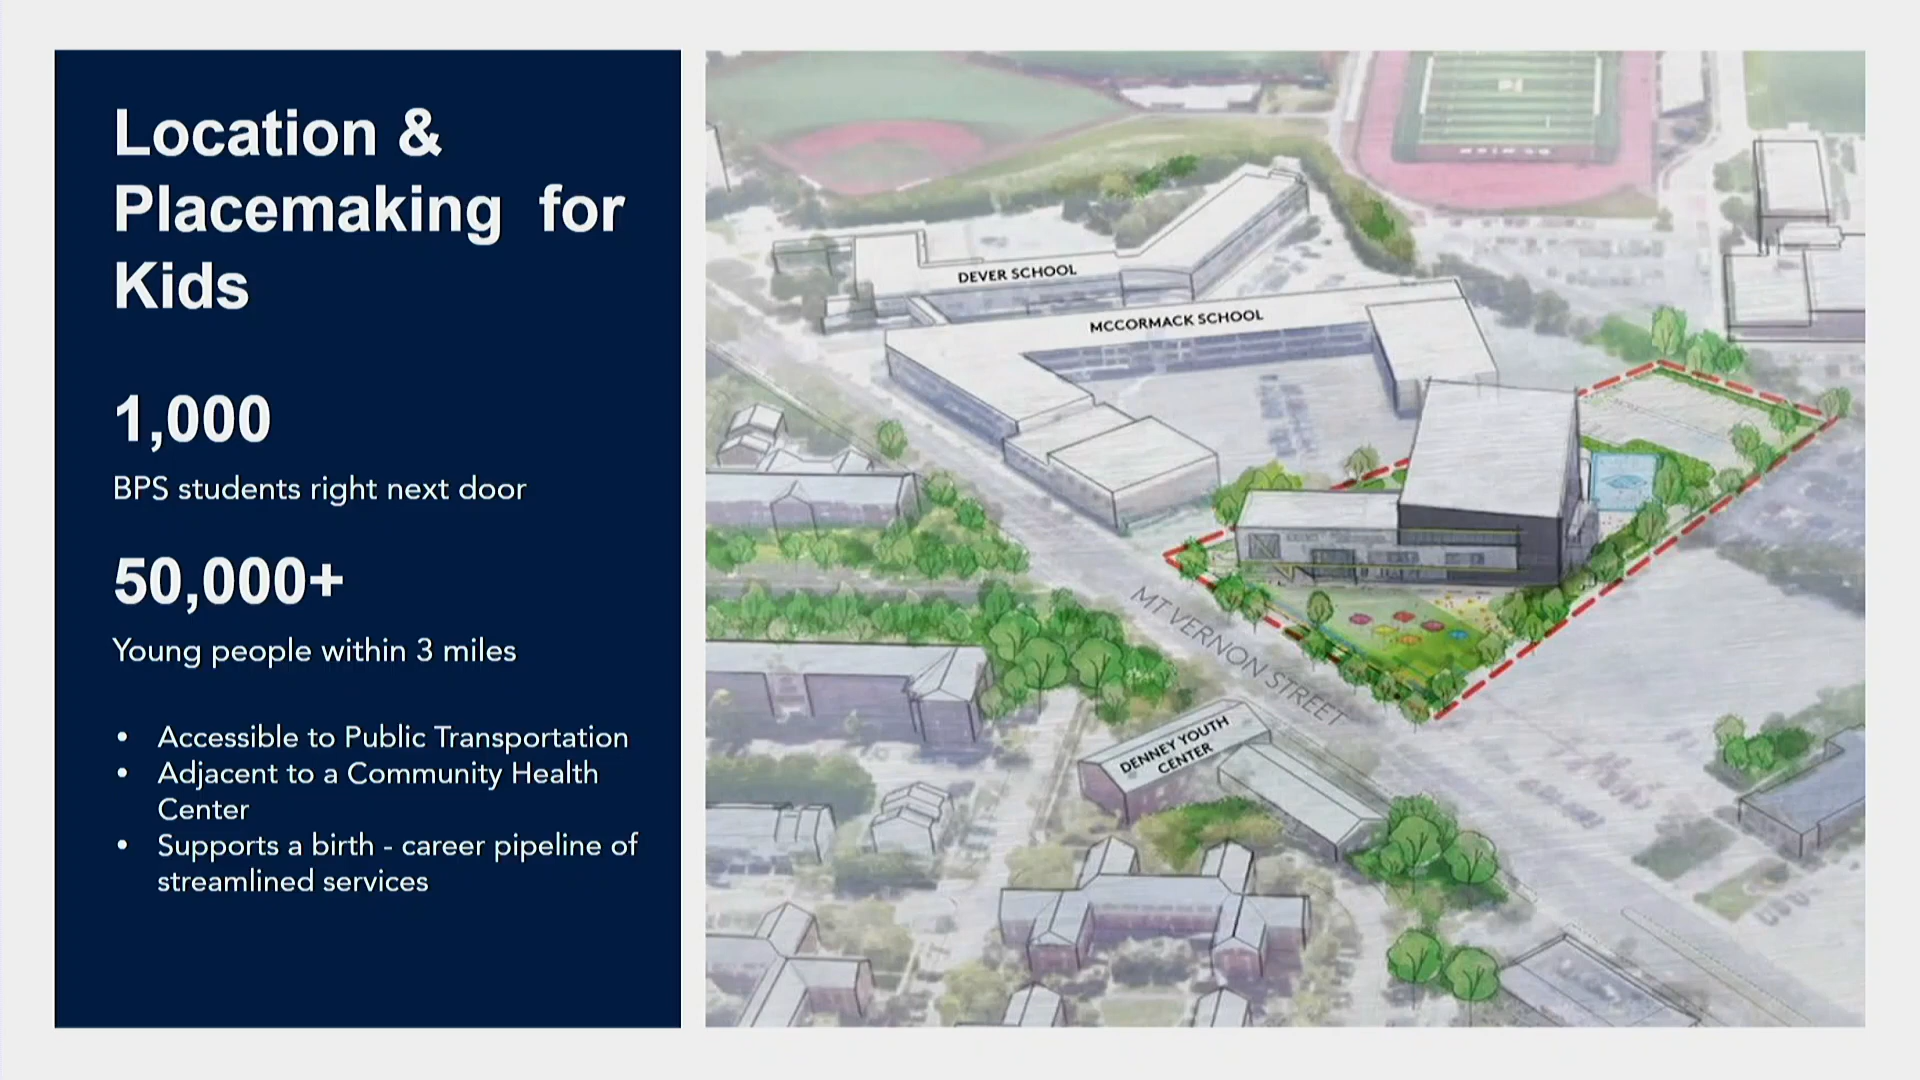 Location &
Placemaking for
Kids
1,000
BPS students right next door
50,000+
Young people within 3 miles
• Accessible to Public Transportation
• Adjacent to a Community Health
Center
• Supports a birth - career pipeline of
streamlined services
DEVER SCHOOL
MCCORMACK SCHOOL
MT VERNON STREET
DENNEY YOUTH
CENTER